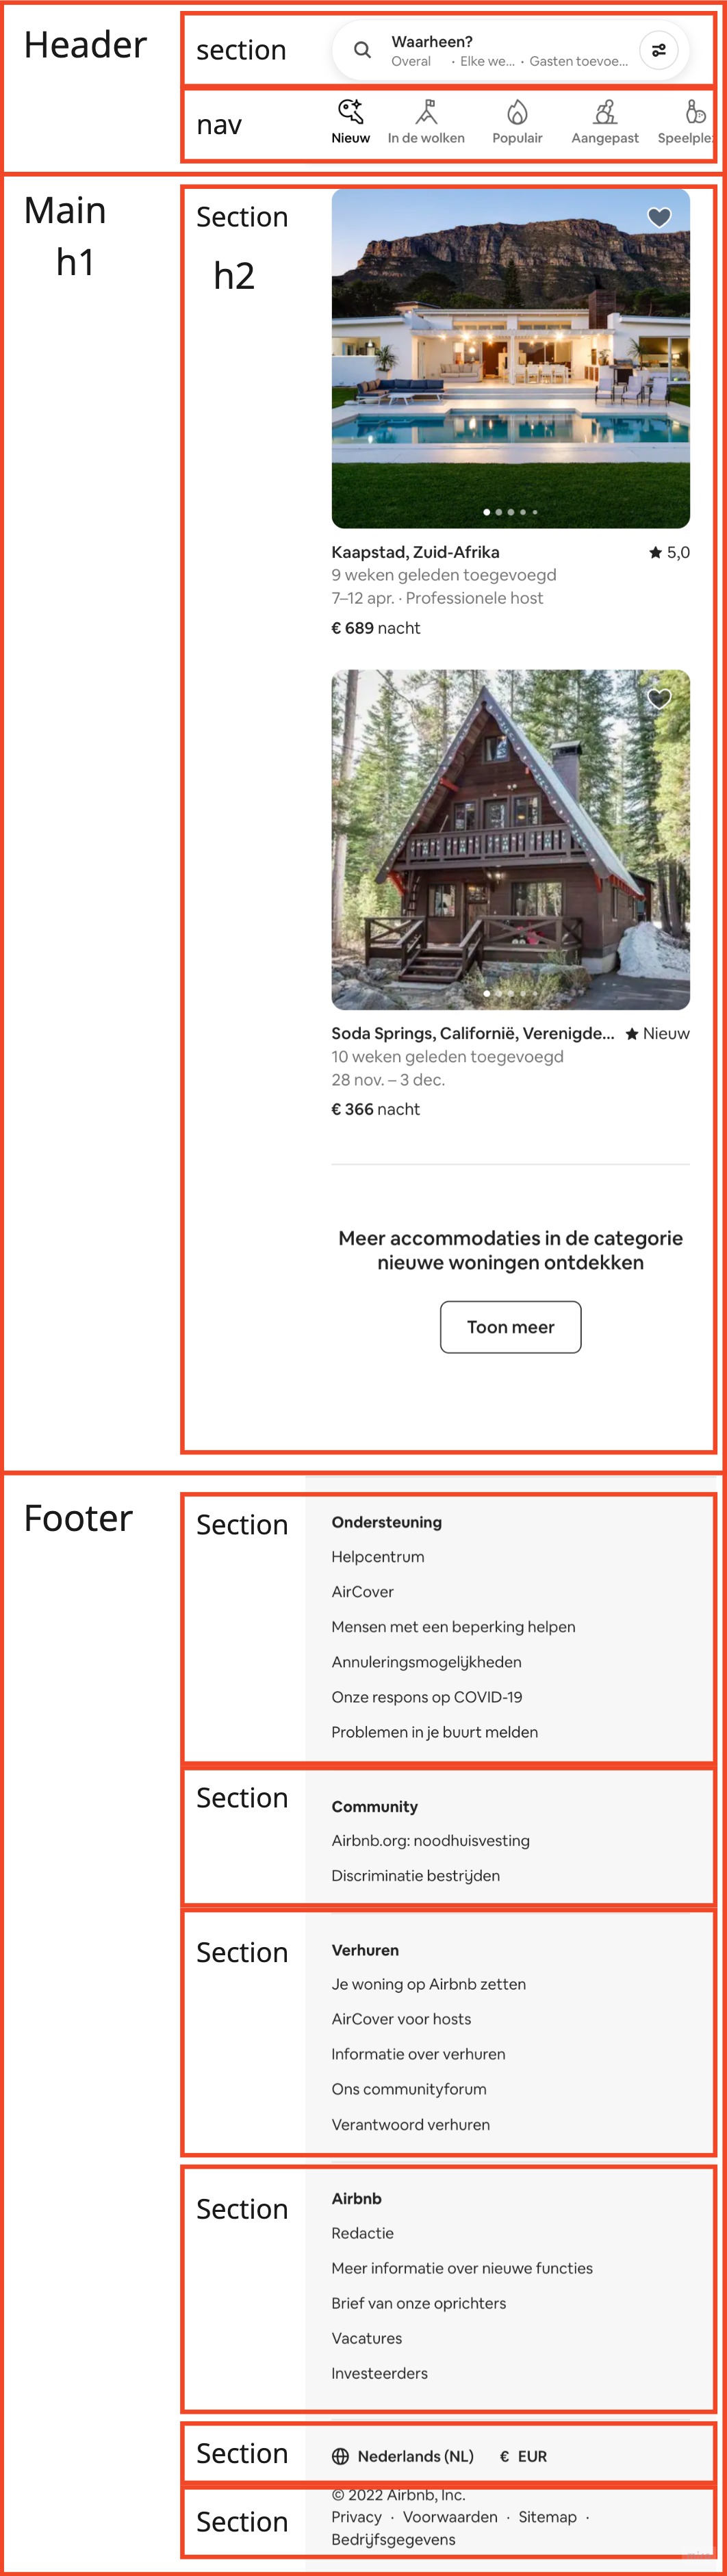 Header
section
Waarheen?
Overal · Elke we... · Gasten toevoe...
nav
Nieuw In de wolken Populair Aangepast Speelple
Main
h1
Section
h2
Kaapstad, Zuid-Afrika ★ 5,0
9 weken geleden toegevoegd
7–12 apr. · Professionele host
€ 689 nacht
Soda Springs, Californië, Verenigde... ★ Nieuw
10 weken geleden toegevoegd
28 nov. – 3 dec.
€ 366 nacht
Meer accommodaties in de categorie
nieuwe woningen ontdekken
Toon meer
Footer
Section
Ondersteuning
Helpcentrum
AirCover
Mensen met een beperking helpen
Annuleringsmogelijkheden
Onze respons op COVID-19
Problemen in je buurt melden
Section
Community
Airbnb.org: noodhuisvesting
Discriminatie bestrijden
Section
Verhuren
Je woning op Airbnb zetten
AirCover voor hosts
Informatie over verhuren
Ons communityforum
Verantwoord verhuren
Section
Airbnb
Redactie
Meer informatie over nieuwe functies
Brief van onze oprichters
Vacatures
Investeerders
Section
Nederlands (NL) € EUR
Section
© 2022 Airbnb, Inc.
Privacy · Voorwaarden · Sitemap ·
Bedrijfsgegevens